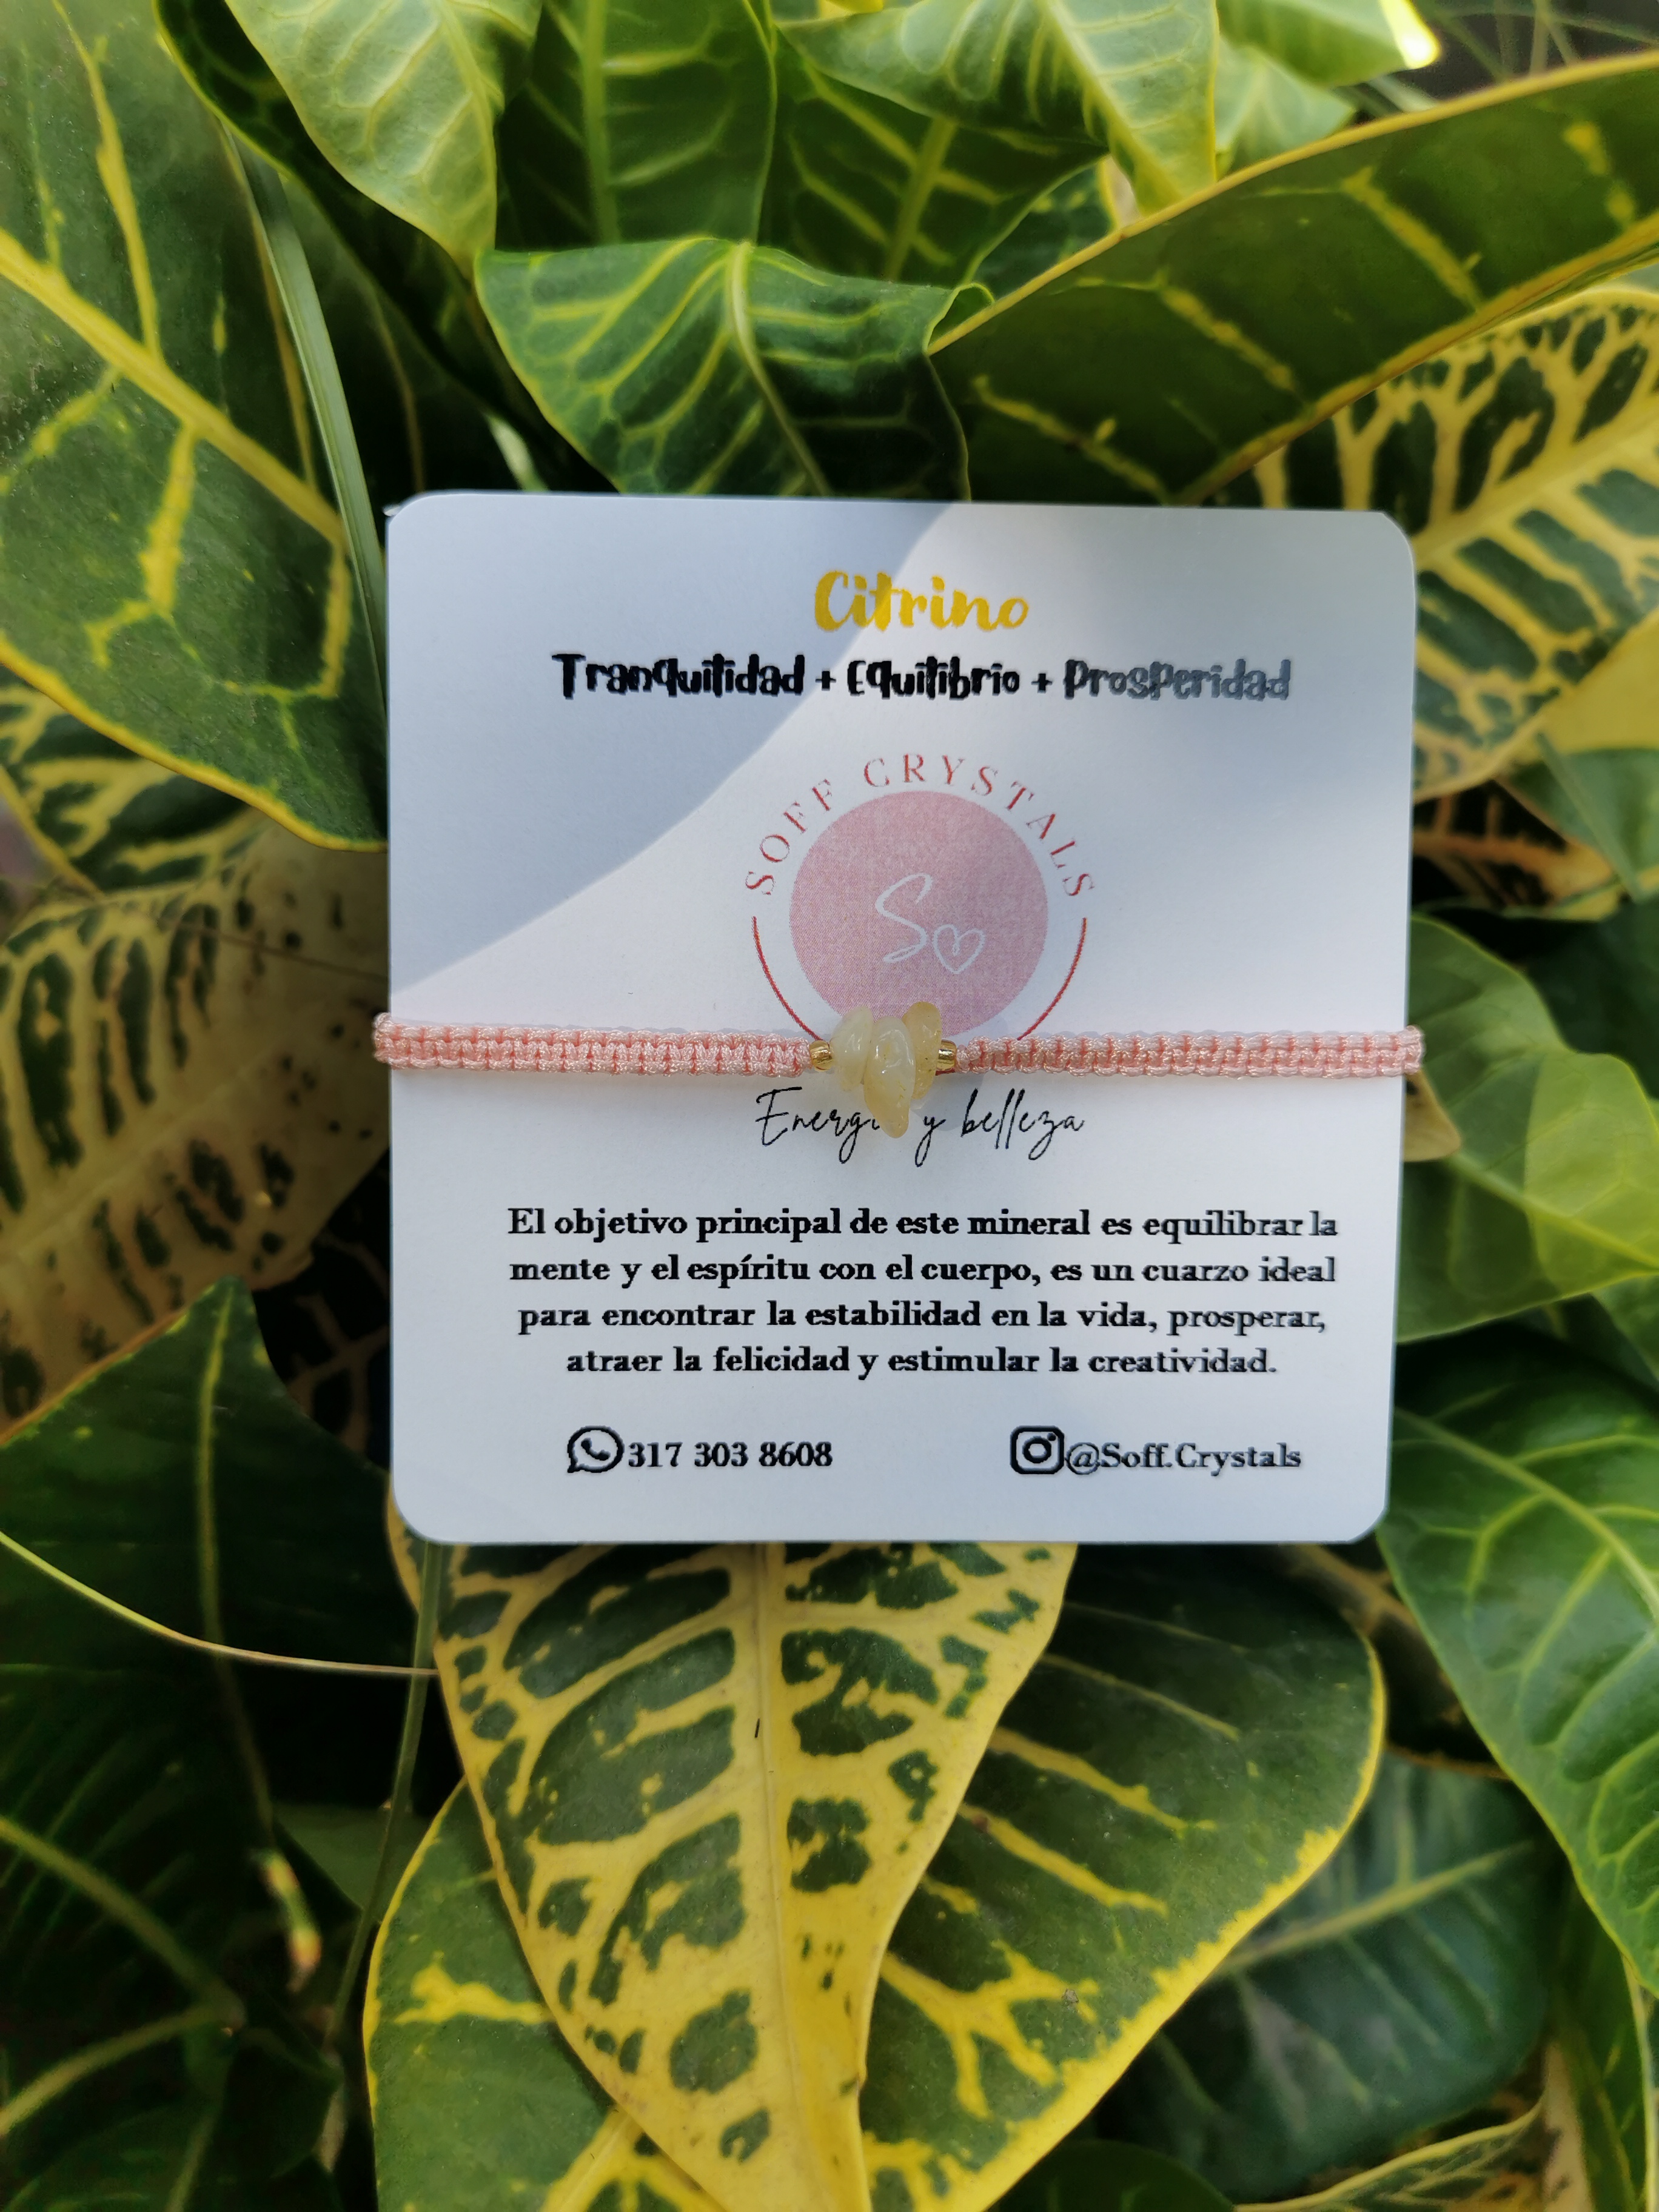 Citrino
Tranquilidad + Equilibrio + Prosperidad
SOFF CRYSTALS
S
y belleza
El objetivo principal de este mineral es equilibrar la
mente y el espíritu con el cuerpo, es un cuarzo ideal
para encontrar la estabilidad en la vida, prosperar,
atraer la felicidad y estimular la creatividad.
317 303 8608
@Soff.Crystals